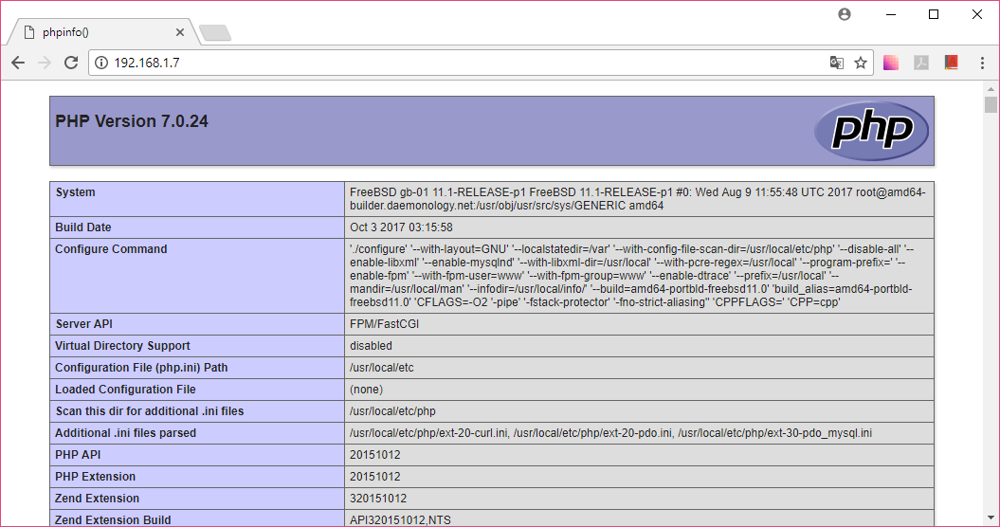 phpinfo()
192.168.1.7
PHP Version 7.0.24
php
System
FreeBSD gb-01 11.1-RELEASE-p1 FreeBSD 11.1-RELEASE-p1 #0: Wed Aug 9 11:55:48 UTC 2017 root@amd64-
builder.daemonology.net:/usr/obj/usr/src/sys/GENERIC amd64
Build Date
Oct 3 2017 03:15:58
Configure Command
'./configure' '--with-layout=GNU' '--localstatedir=/var' '--with-config-file-scan-dir=/usr/local/etc/php' '--disable-all' '--
enable-libxml' '--enable-mysqlnd' '--with-libxml-dir=/usr/local' '--with-pcre-regex=/usr/local' '--program-prefix=' '--
enable-fpm' '--with-fpm-user=www' '--with-fpm-group=www' '--enable-dtrace' '--prefix=/usr/local' '--
mandir=/usr/local/man' '--infodir=/usr/local/info/' '--build=amd64-portbld-freebsd11.0' 'build_alias=amd64-portbld-
freebsd11.0' 'CFLAGS=-O2 '-pipe' '-fstack-protector' '-fno-strict-aliasing'' 'CPPFLAGS=' 'CPP=cpp'
Server API
FPM/FastCGI
Virtual Directory Support
disabled
Configuration File (php.ini) Path
/usr/local/etc
Loaded Configuration File
(none)
Scan this dir for additional .ini files
/usr/local/etc/php
Additional .ini files parsed
/usr/local/etc/php/ext-20-curl.ini, /usr/local/etc/php/ext-20-pdo.ini, /usr/local/etc/php/ext-30-pdo_mysql.ini
PHP API
20151012
PHP Extension
20151012
Zend Extension
320151012
Zend Extension Build
API320151012,NTS